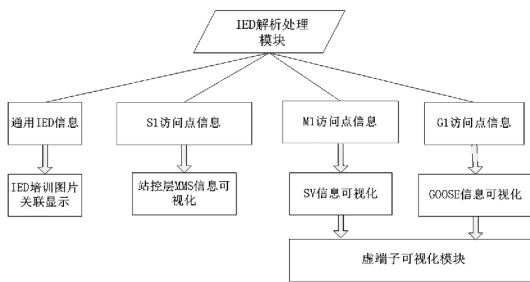 IED解析处理
模块
通用IED信息
S1访问点信息
M1访问点信息
G1访问点信息
IED培训图片
关联显示
站控层MMS信息可
视化
SV信息可视化
GOOSE信息可视化
虚端子可视化模块